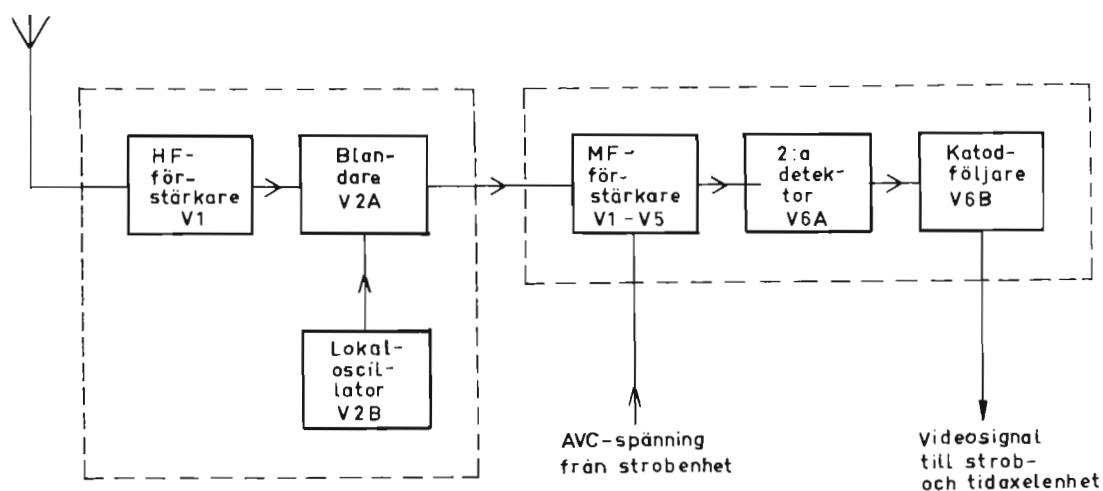 HF-
för-
stärkare
V1
Blan-
dare
V2A
Lokal-
oscil-
lator
V2B
MF-
för-
stärkare
V1-V5
2:a
detek-
tor
V6A
Katod-
följare
V6B
AVC-spänning
från strobenhet
Videosignal
till strob-
och tidaxelenhet